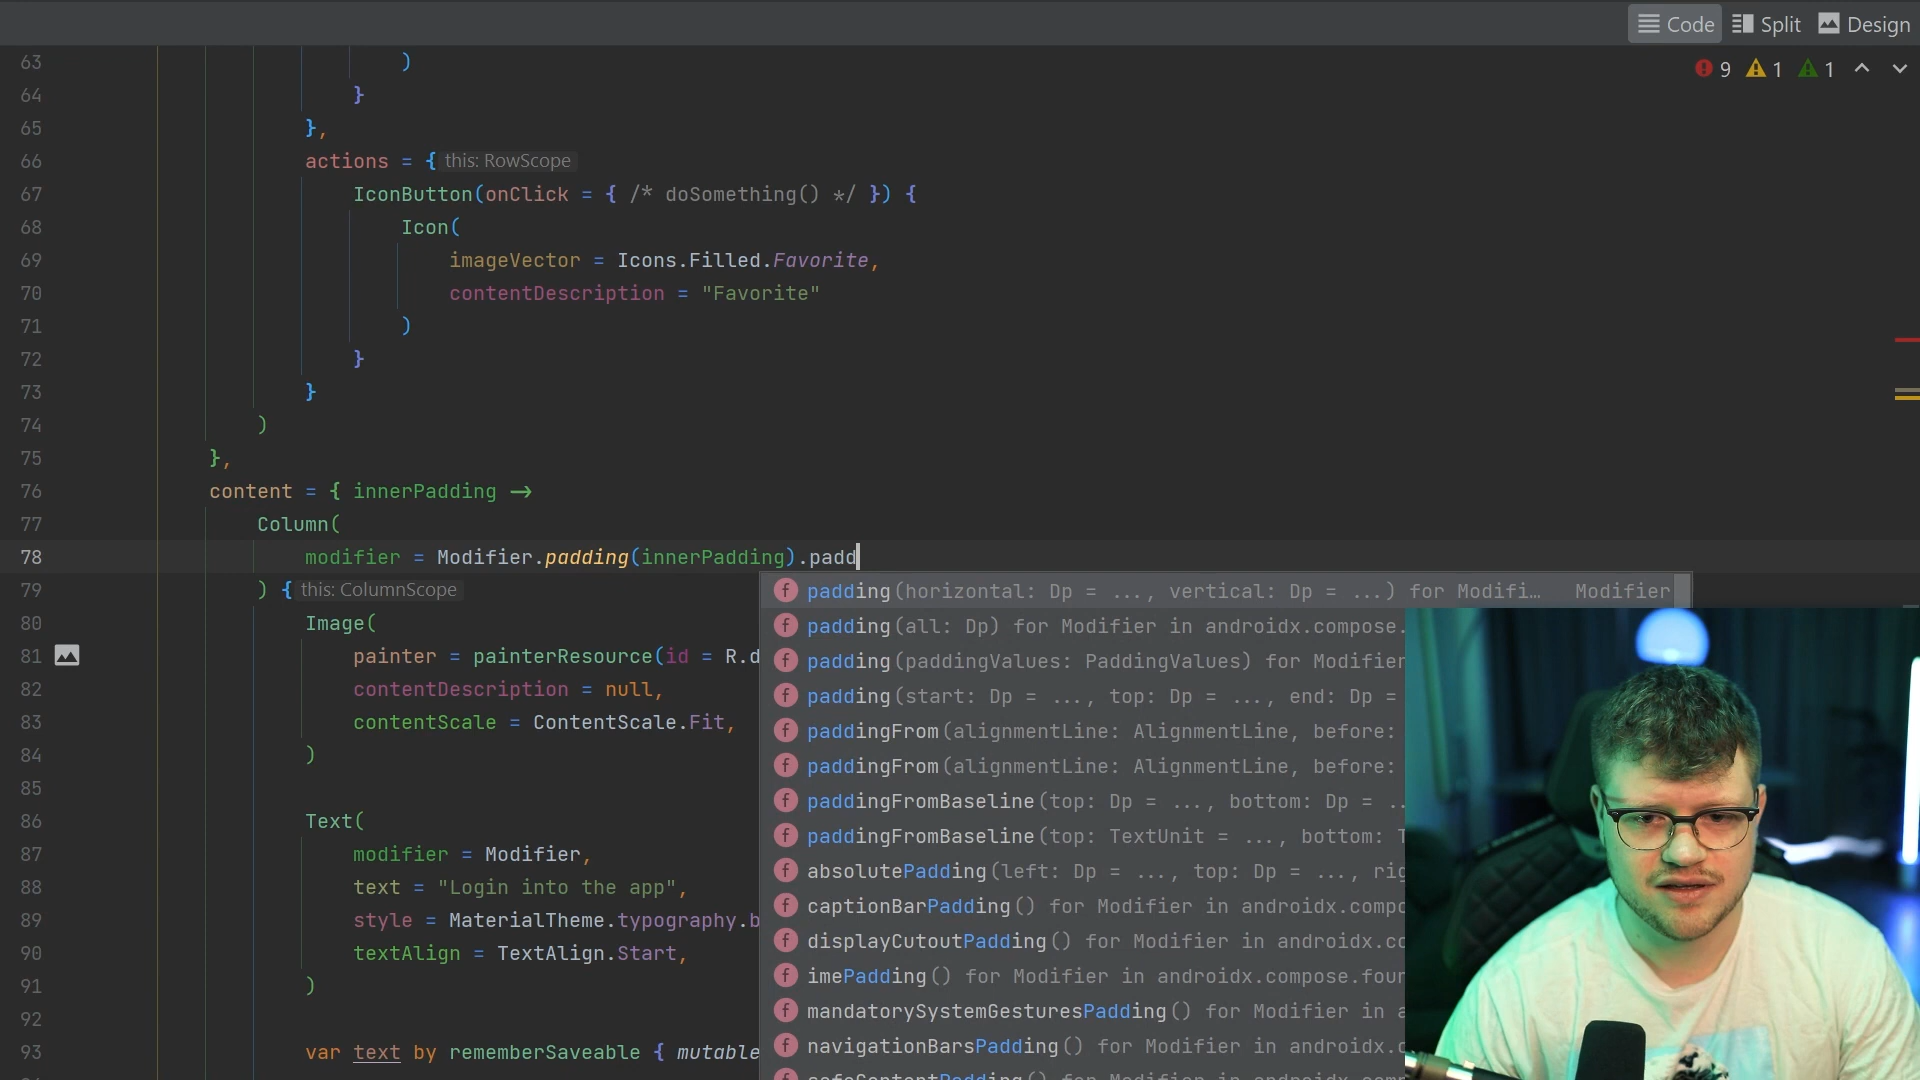 Code Split Design
9 1 1
63 )
64 }
65 },
66 actions = { this: RowScope
67 IconButton(onClick = { /* doSomething() */ }) {
68 Icon(
69 imageVector = Icons.Filled.Favorite,
70 contentDescription = "Favorite"
71 )
72 }
73 }
74 )
75 },
76 content = { innerPadding →
77 Column(
78 modifier = Modifier.padding(innerPadding).padd
79 ) { this: ColumnScope
padding(horizontal: Dp = ..., vertical: Dp = ...) for Modifi... Modifier
80 Image(
padding(all: Dp) for Modifier in androidx.compose.
81 painter = painterResource(id = R.d
padding(paddingValues: PaddingValues) for Modifier
82 contentDescription = null,
padding(start: Dp = ..., top: Dp = ..., end: Dp =
83 contentScale = ContentScale.Fit,
paddingFrom(alignmentLine: AlignmentLine, before:
84 )
paddingFrom(alignmentLine: AlignmentLine, before:
85
paddingFromBaseline(top: Dp = ..., bottom: Dp = ..
86 Text(
paddingFromBaseline(top: TextUnit = ..., bottom: T
87 modifier = Modifier,
absolutePadding(left: Dp = ..., top: Dp = ..., rig
88 text = "Login into the app",
captionBarPadding() for Modifier in androidx.compo
89 style = MaterialTheme.typography.b
displayCutoutPadding() for Modifier in androidx.co
90 textAlign = TextAlign.Start,
imePadding() for Modifier in androidx.compose.foun
91 )
mandatorySystemGesturesPadding() for Modifier in a
92
navigationBarsPadding() for Modifier in androidx.c
93 var text by rememberSaveable { mutable